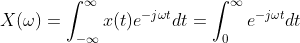 X(ω) = ∫_{-∞}^{∞} x(t)e^{-jωt}dt = ∫_{0}^{∞} e^{-jωt}dt